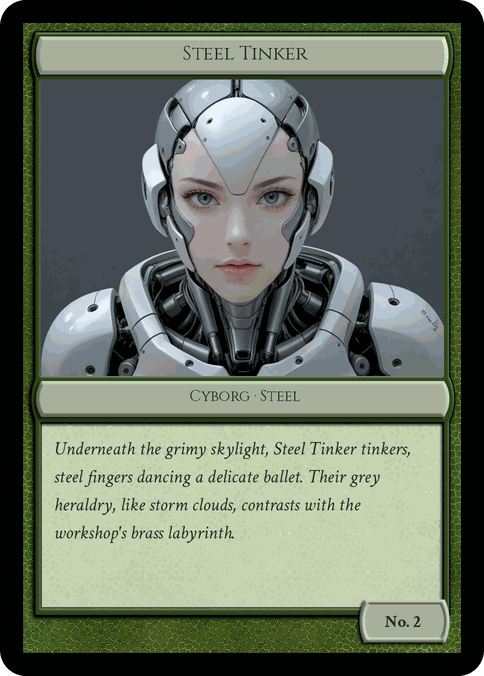 Steel Tinker
Cyborg · Steel
Underneath the grimy skylight, Steel Tinker tinkers,
steel fingers dancing a delicate ballet. Their grey
heraldry, like storm clouds, contrasts with the
workshop's brass labyrinth.
No. 2